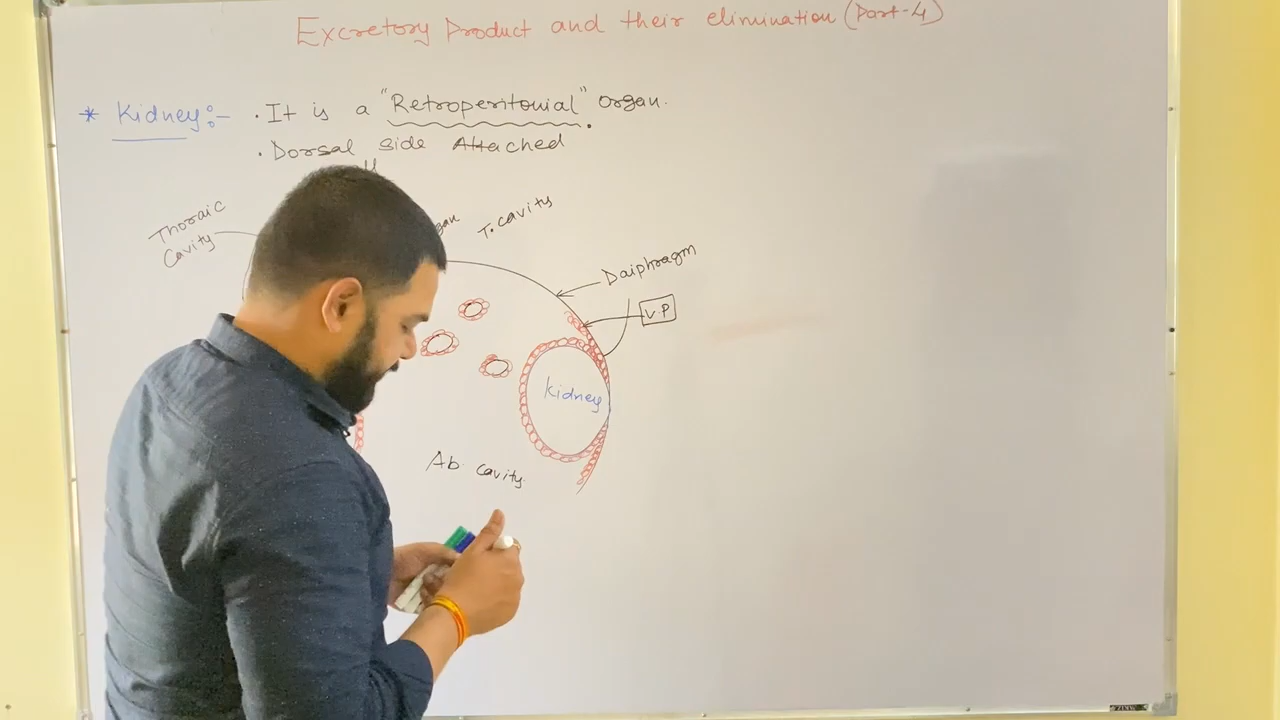 Excretory Product and their elimination (Part-4)
* Kidney:- . It is a "Retroperitonial" organ.
. Dorsal side Attached
Thoraic
Cavity
T. cavity
Daiphragm
V.P
Kidney
Ab. cavity.